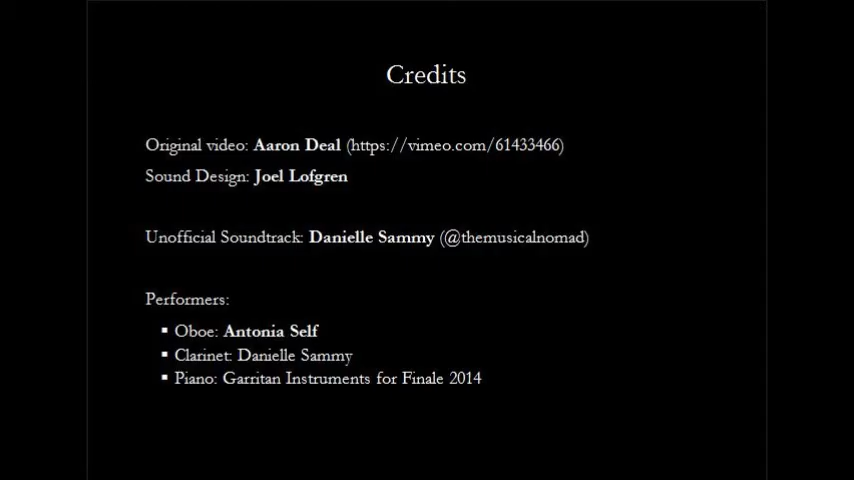 Credits
Original video: Aaron Deal (https://vimeo.com/61433466)
Sound Design: Joel Lofgren
Unofficial Soundtrack: Danielle Sammy (@themusicalnomad)
Performers:
▪ Oboe: Antonia Self
▪ Clarinet: Danielle Sammy
▪ Piano: Garritan Instruments for Finale 2014